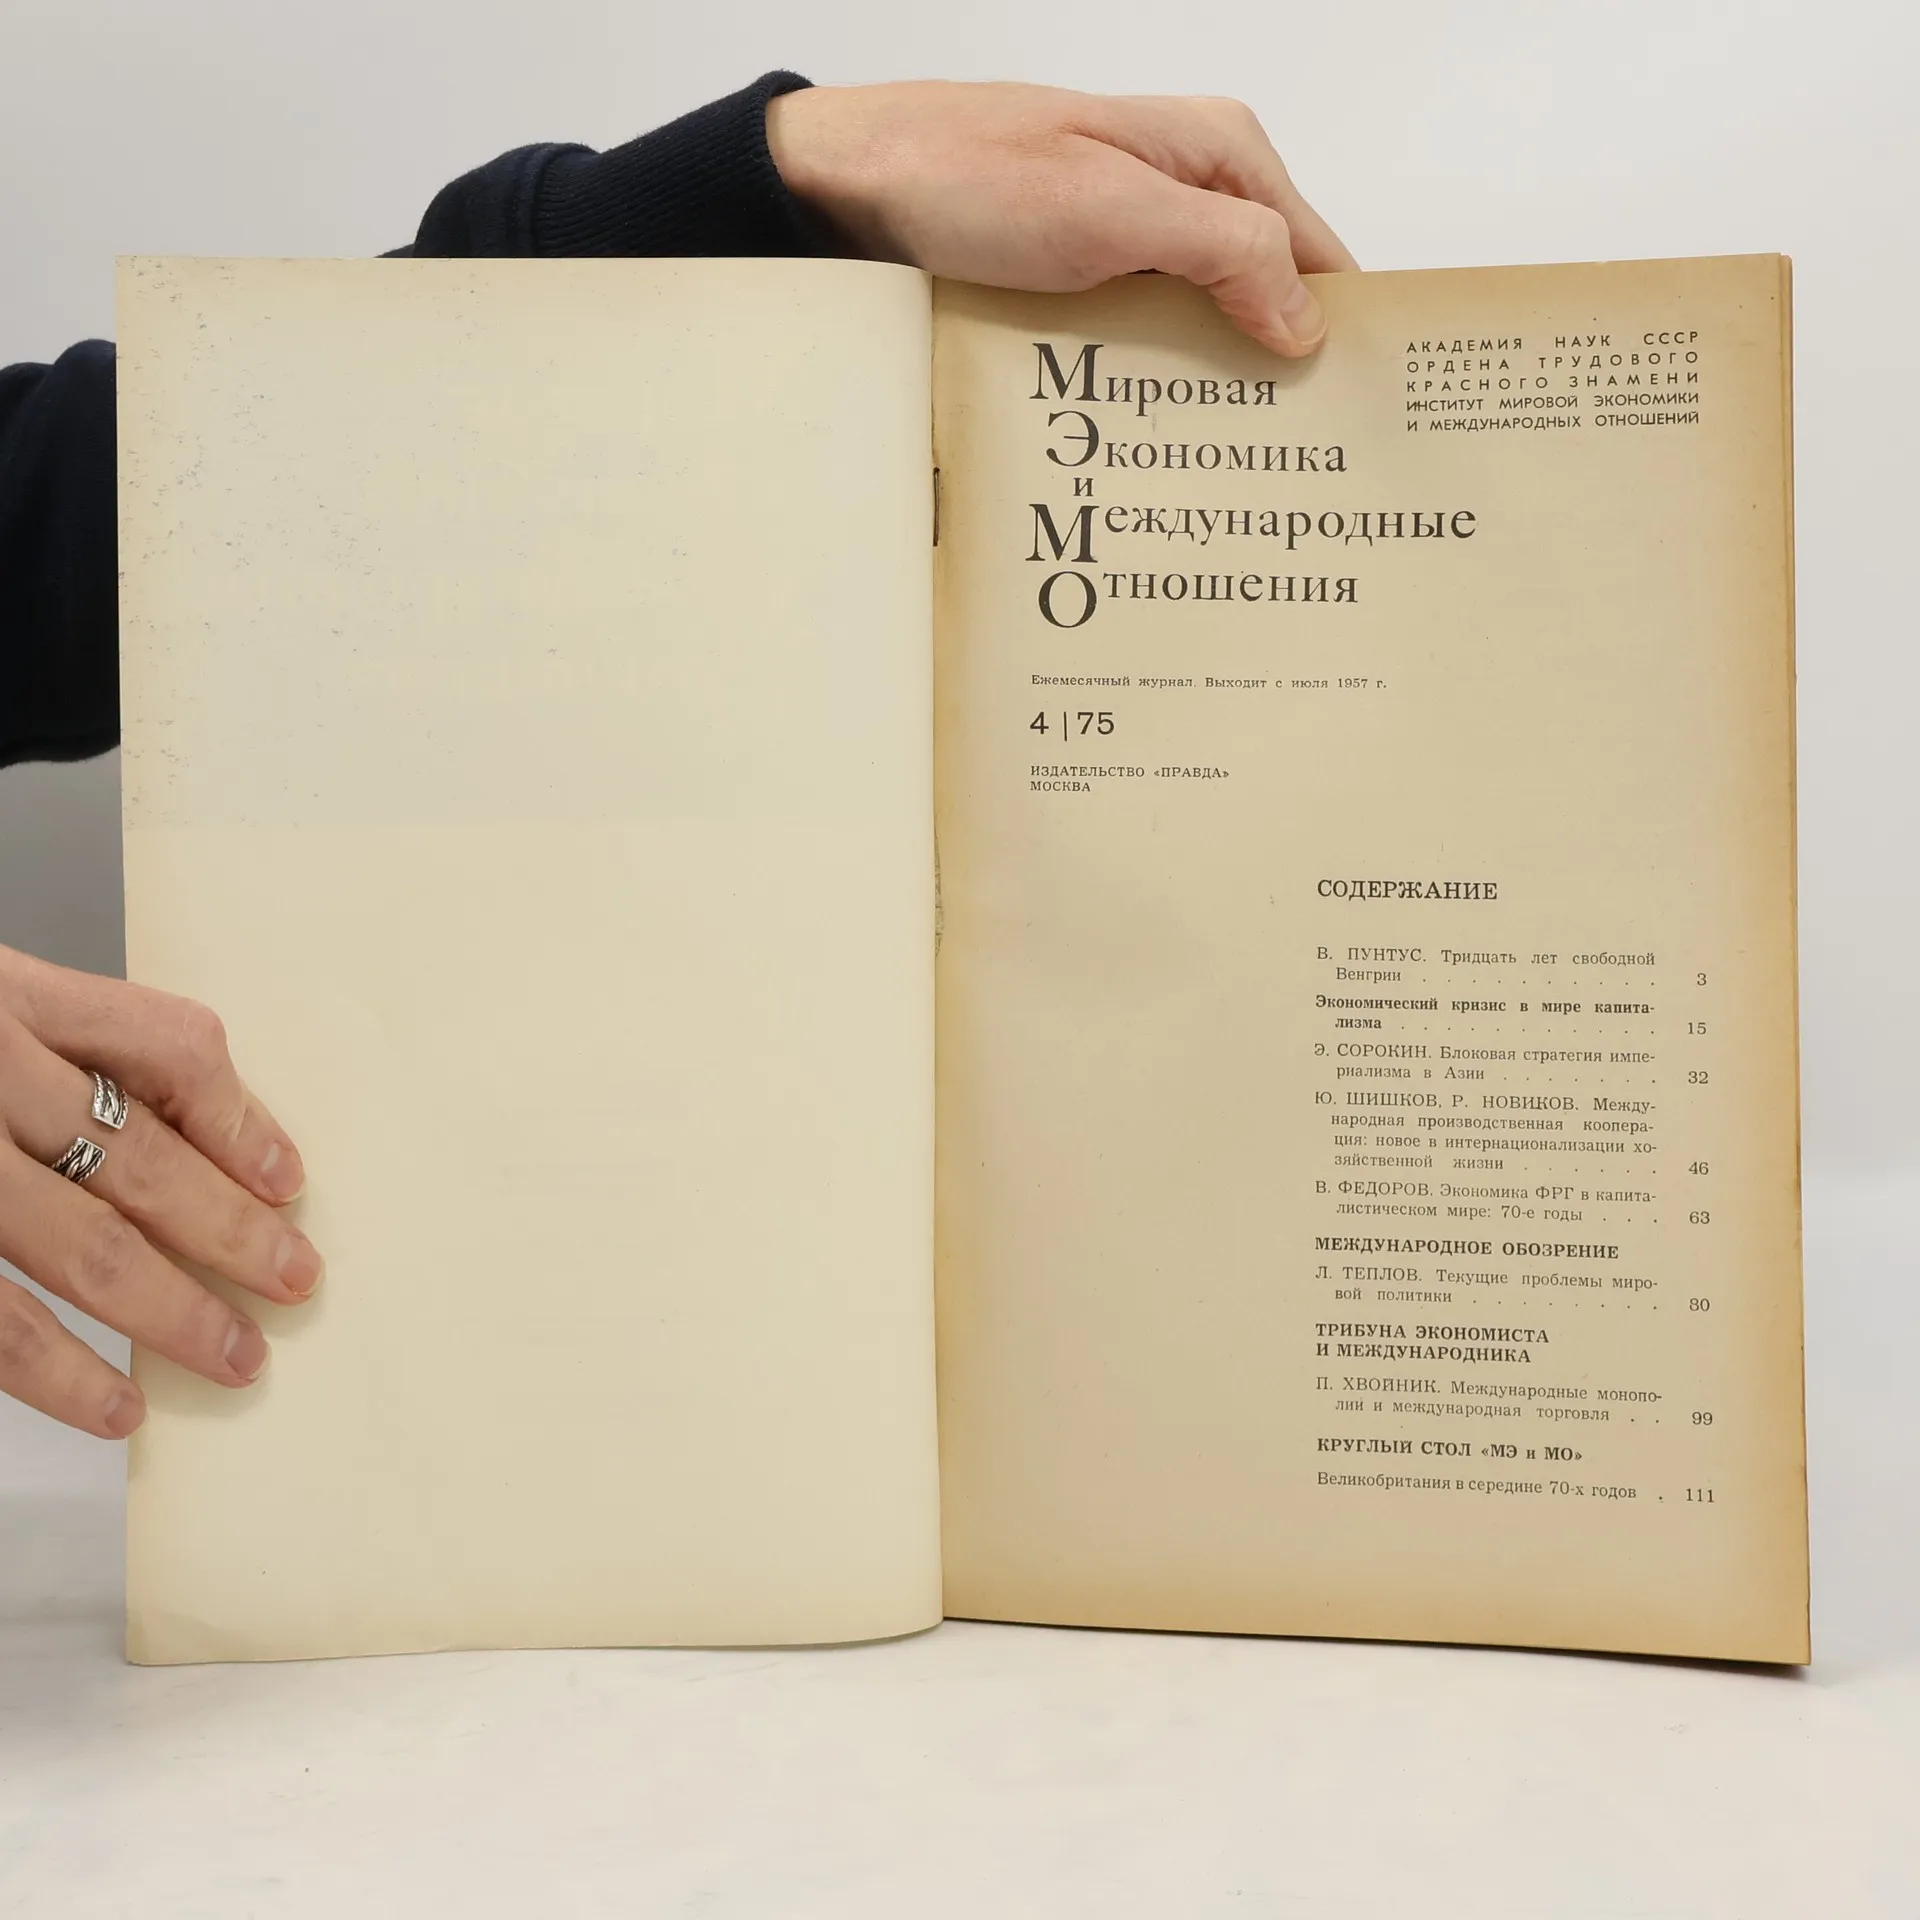 Мировая
Экономика
и
Международные
Отношения
АКАДЕМИЯ НАУК СССР
ОРДЕНА ТРУДОВОГО
КРАСНОГО ЗНАМЕНИ
ИНСТИТУТ МИРОВОЙ ЭКОНОМИКИ
И МЕЖДУНАРОДНЫХ ОТНОШЕНИЙ
Ежемесячный журнал. Выходит с июля 1957 г.
4 | 75
ИЗДАТЕЛЬСТВО «ПРАВДА»
МОСКВА
СОДЕРЖАНИЕ
В. ПУНТУС. Тридцать лет свободной
Венгрии . . . . . . . . . . 3
Экономический кризис в мире капита-
лизма . . . . . . . . . . . 15
Э. СОРОКИН. Блоковая стратегия импе-
риализма в Азии . . . . . . . 32
Ю. ШИШКОВ, Р. НОВИКОВ. Между-
народная производственная коопера-
ция: новое в интернационализации хо-
зяйственной жизни . . . . . . 46
В. ФЕДОРОВ. Экономика ФРГ в капита-
листическом мире: 70-е годы . . . 63
МЕЖДУНАРОДНОЕ ОБОЗРЕНИЕ
Л. ТЕПЛОВ. Текущие проблемы миро-
вой политики . . . . . . . . 80
ТРИБУНА ЭКОНОМИСТА
И МЕЖДУНАРОДНИКА
П. ХВОЙНИК. Международные монопо-
лии и международная торговля . . 99
КРУГЛЫЙ СТОЛ «МЭ и МО»
Великобритания в середине 70-х годов . 111